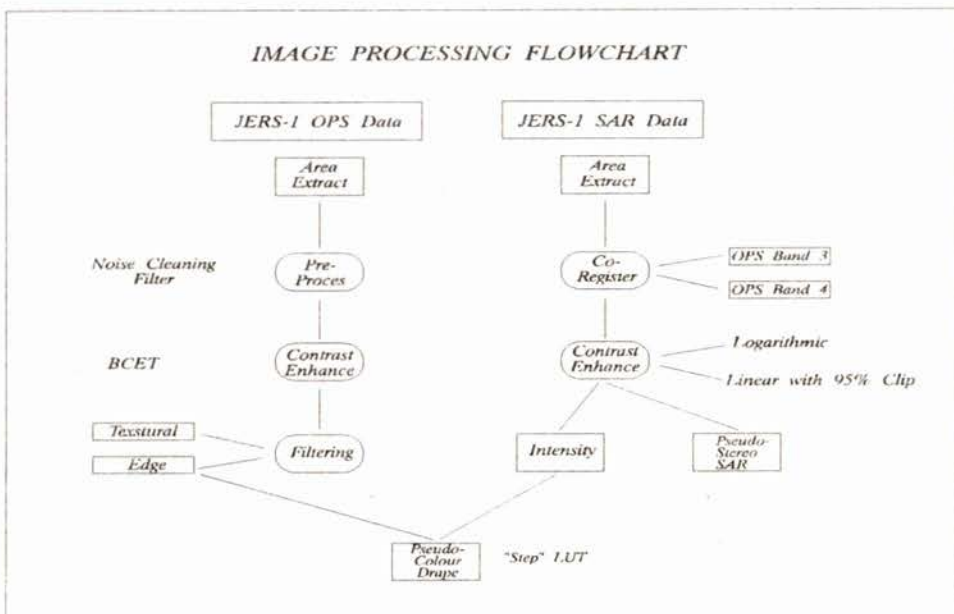 IMAGE PROCESSING FLOWCHART
JERS-1 OPS Data
JERS-1 SAR Data
Area
Extract
Area
Extract
Noise Cleaning
Filter
Pre-
Proces
Co-
Register
OPS Band 3
OPS Band 4
BCET
Contrast
Enhance
Contrast
Enhance
Logarithmic
Linear with 95% Clip
Texstural
Edge
Filtering
Intensity
Pseudo-
Stereo
SAR
Pseudo-
Colour
Drape
"Step" LUT